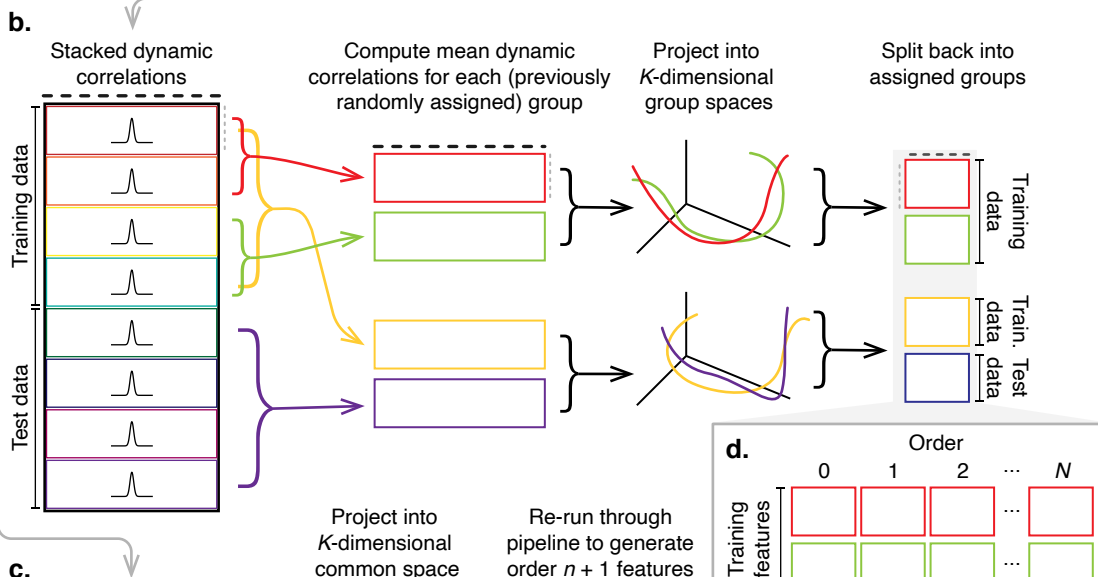 b.
Stacked dynamic
correlations
Compute mean dynamic
correlations for each (previously
randomly assigned) group
Project into
K-dimensional
group spaces
Split back into
assigned groups
Training data
Test data
Training
data
Train.
data
Test
data
d.
Order
0 1 2 ... N
Training
features
...
...
Project into
K-dimensional
common space
Re-run through
pipeline to generate
order n + 1 features
c.